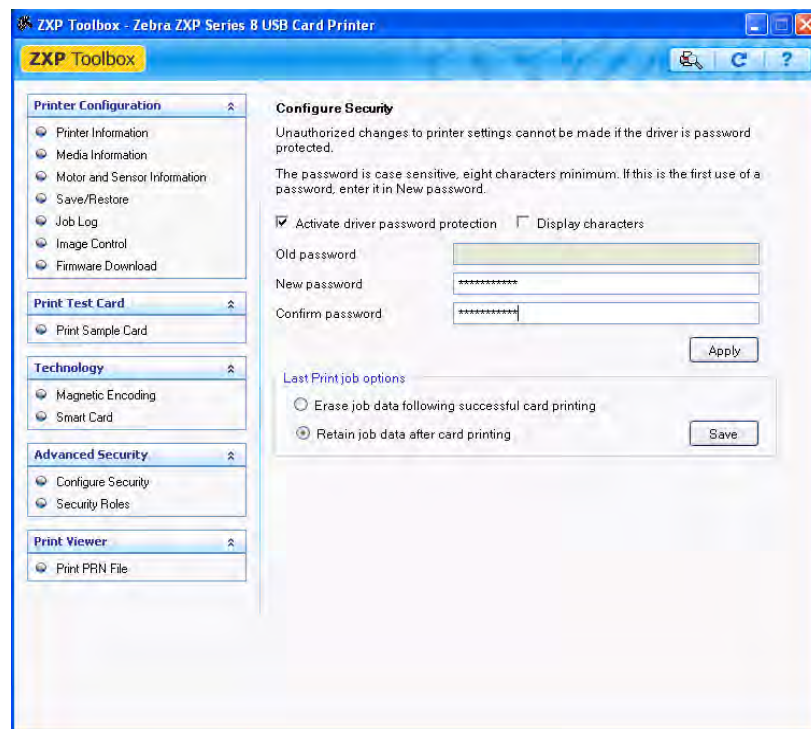 ZXP Toolbox - Zebra ZXP Series 8 USB Card Printer
ZXP Toolbox
?
Printer Configuration
Printer Information
Media Information
Motor and Sensor Information
Save/Restore
Job Log
Image Control
Firmware Download
Print Test Card
Print Sample Card
Technology
Magnetic Encoding
Smart Card
Advanced Security
Configure Security
Security Roles
Print Viewer
Print PRN File
Configure Security
Unauthorized changes to printer settings cannot be made if the driver is password
protected.
The password is case sensitive, eight characters minimum. If this is the first use of a
password, enter it in New password.
Activate driver password protection Display characters
Old password
New password ***********
Confirm password ***********
Apply
Last Print job options
Erase job data following successful card printing
Retain job data after card printing
Save